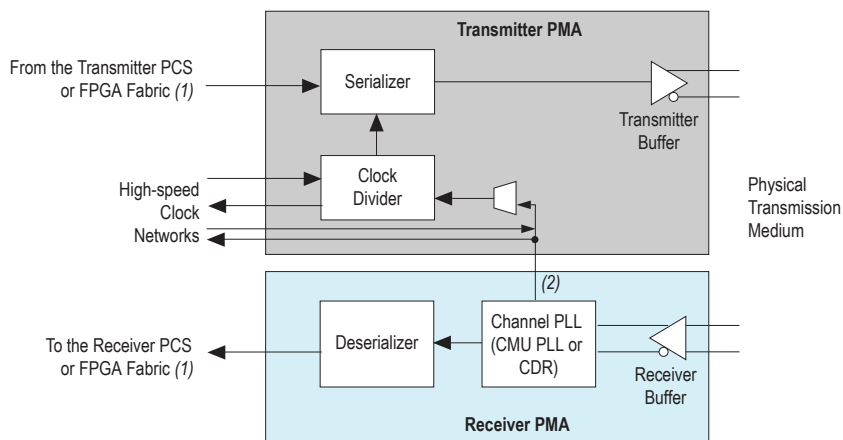 Transmitter PMA
From the Transmitter PCS
or FPGA Fabric (1)
Serializer
Transmitter
Buffer
Clock
Divider
High-speed
Clock
Networks
Physical
Transmission
Medium
(2)
To the Receiver PCS
or FPGA Fabric (1)
Deserializer
Channel PLL
(CMU PLL or
CDR)
Receiver
Buffer
Receiver PMA